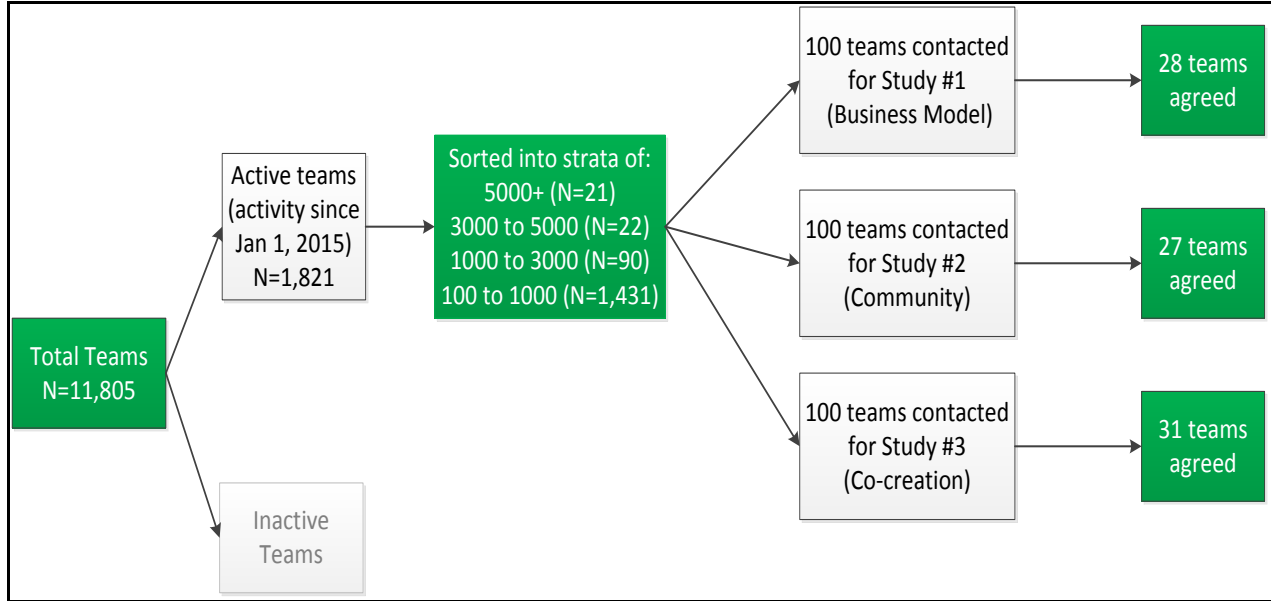 Total Teams
N=11,805
Active teams
(activity since
Jan 1, 2015)
N=1,821
Inactive
Teams
Sorted into strata of:
5000+ (N=21)
3000 to 5000 (N=22)
1000 to 3000 (N=90)
100 to 1000 (N=1,431)
100 teams contacted
for Study #1
(Business Model)
28 teams
agreed
100 teams contacted
for Study #2
(Community)
27 teams
agreed
100 teams contacted
for Study #3
(Co-creation)
31 teams
agreed